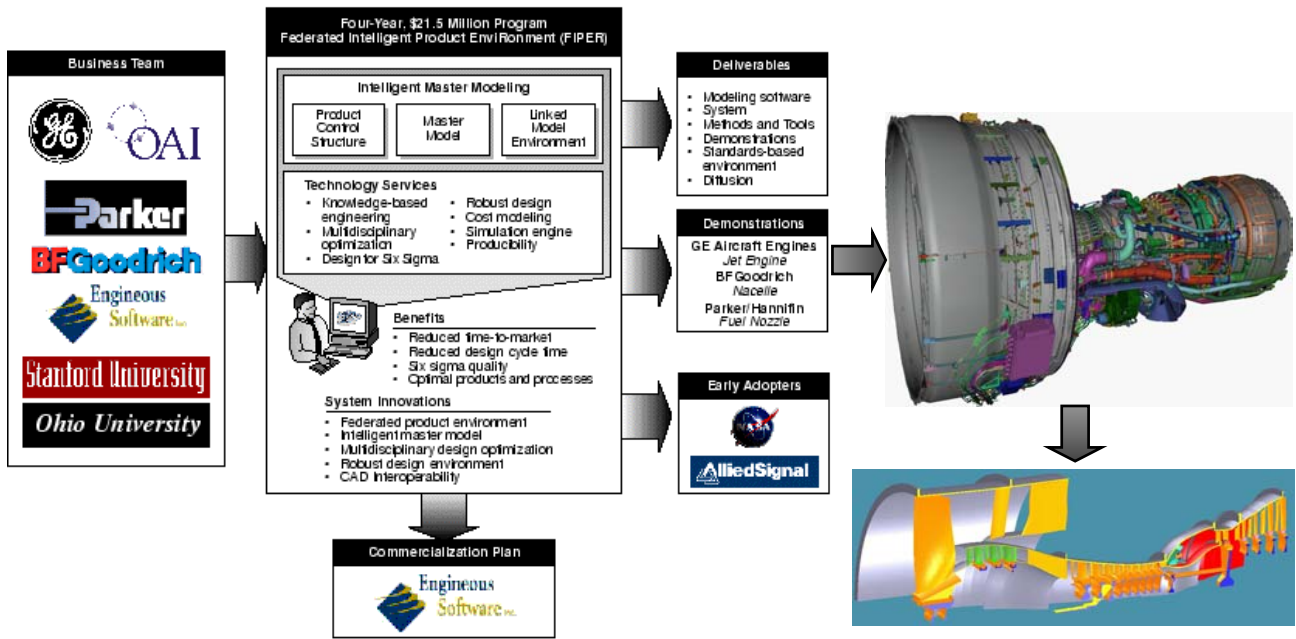 Business Team
GE
OAI
Parker
BFGoodrich
Engineous
Software Inc.
Stanford University
Ohio University
Four-Year, $21.5 Million Program
Federated Intelligent Product EnviRonment (FIPER)
Intelligent Master Modeling
Product
Control
Structure
Master
Model
Linked
Model
Environment
Technology Services
• Knowledge-based
engineering
• Multidisciplinary
optimization
• Design for Six Sigma
• Robust design
• Cost modeling
• Simulation engine
• Producibility
Benefits
• Reduced time-to-market
• Reduced design cycle time
• Six sigma quality
• Optimal products and processes
System Innovations
• Federated product environment
• Intelligent master model
• Multidisciplinary design optimization
• Robust design environment
• CAD Interoperability
Commercialization Plan
Engineous
Software Inc.
Deliverables
• Modeling software
• System
• Methods and Tools
• Demonstrations
• Standards-based
environment
• Diffusion
Demonstrations
GE Aircraft Engines
Jet Engine
BFGoodrich
Nacelle
Parker/Hannifin
Fuel Nozzle
Early Adopters
NASA
AlliedSignal